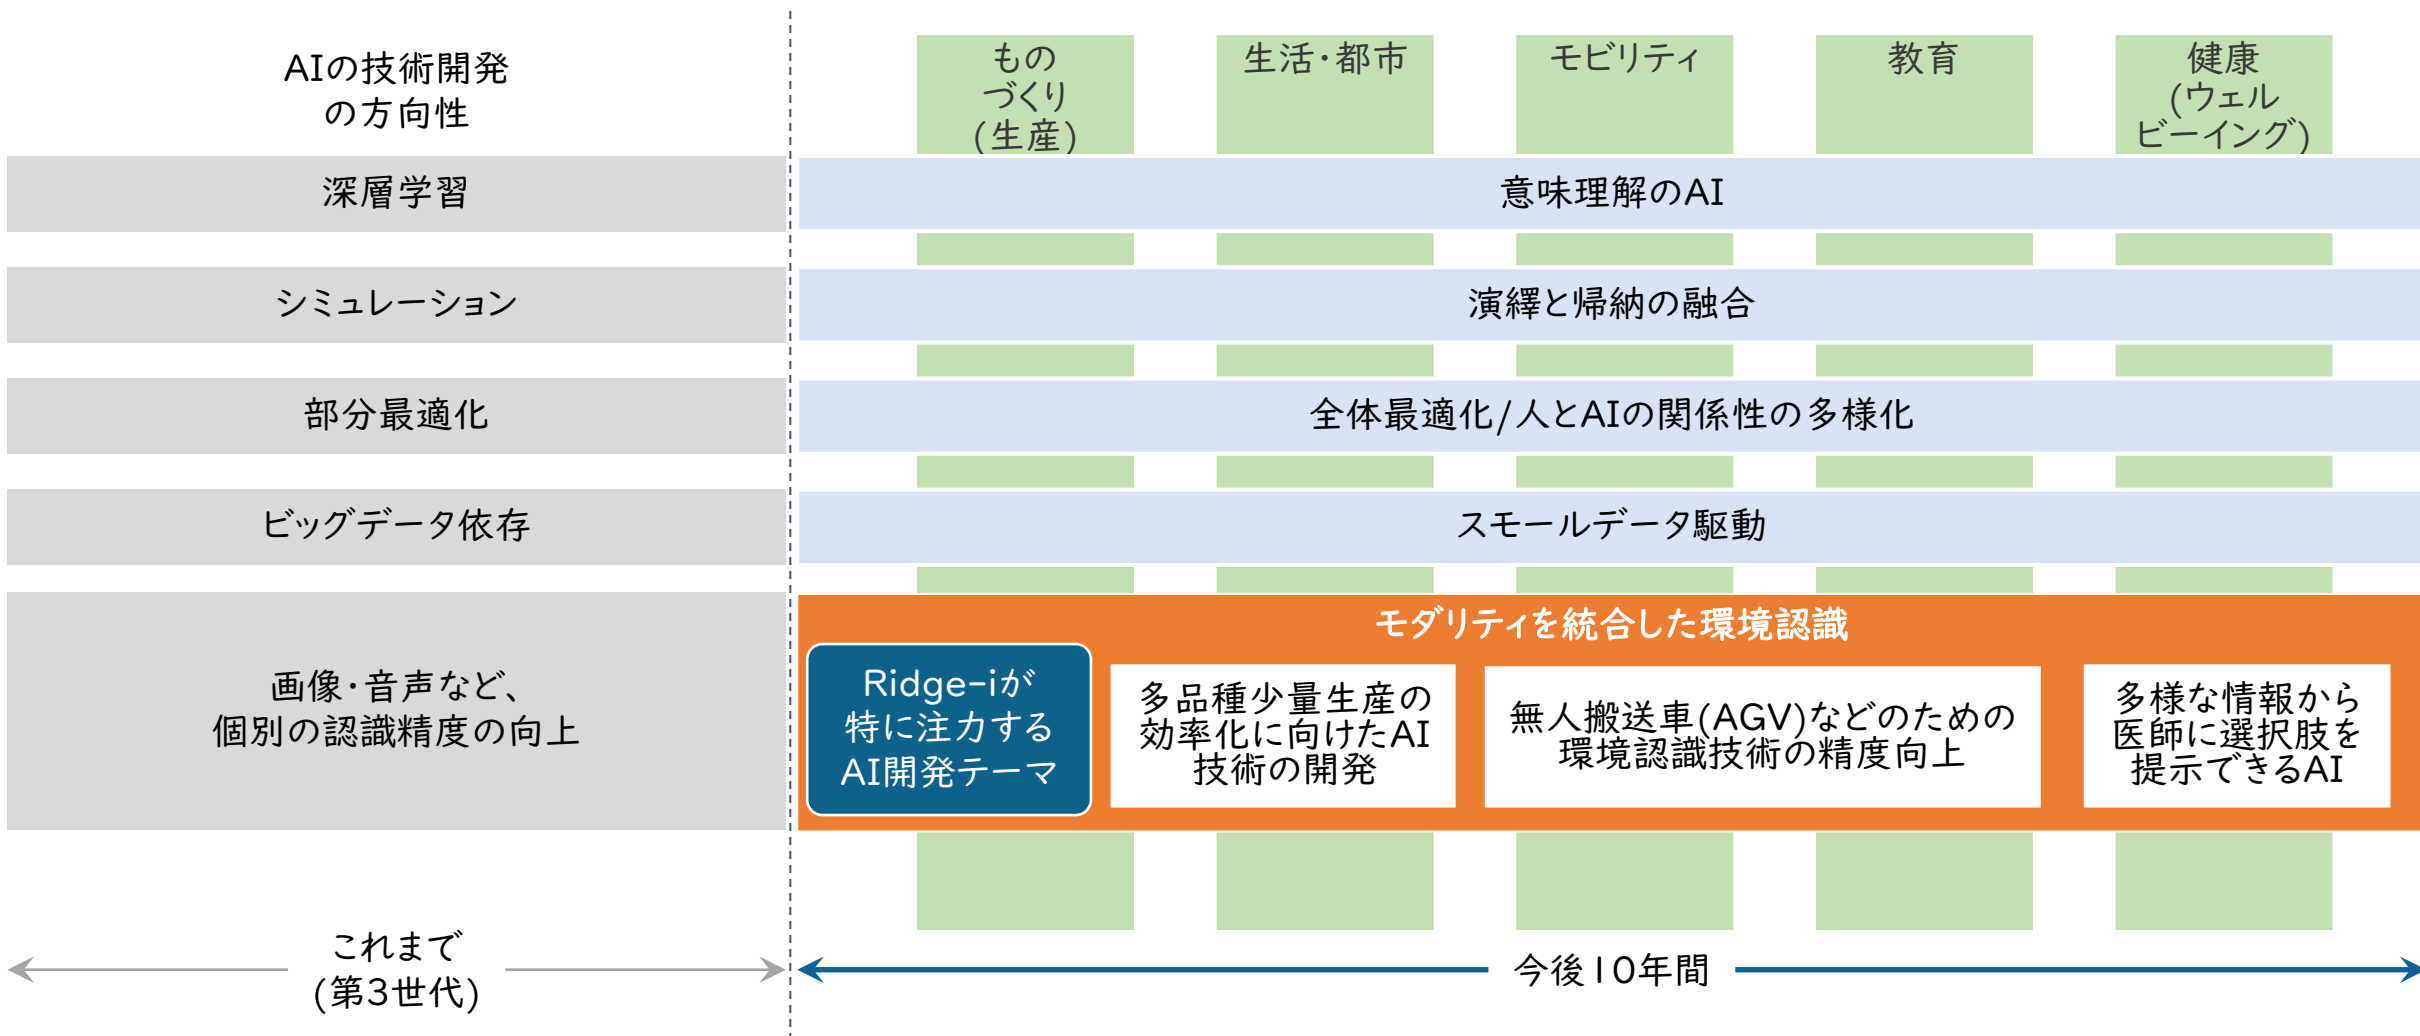 AIの技術開発
の方向性
もの
づくり
(生産)
生活・都市
モビリティ
教育
健康
(ウェル
ビーイング)
深層学習
意味理解のAI
シミュレーション
演繹と帰納の融合
部分最適化
全体最適化/人とAIの関係性の多様化
ビッグデータ依存
スモールデータ駆動
画像・音声など、
個別の認識精度の向上
モダリティを統合した環境認識
Ridge-iが
特に注力する
AI開発テーマ
多品種少量生産の
効率化に向けたAI
技術の開発
無人搬送車(AGV)などのための
環境認識技術の精度向上
多様な情報から
医師に選択肢を
提示できるAI
これまで
(第3世代)
今後10年間